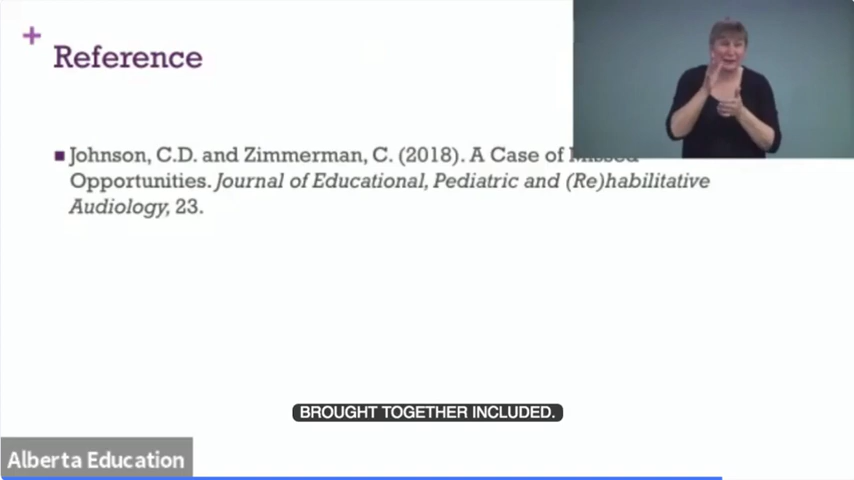 +
Reference
■ Johnson, C.D. and Zimmerman, C. (2018). A Case of Missed
Opportunities. Journal of Educational, Pediatric and (Re)habilitative
Audiology, 23.
BROUGHT TOGETHER INCLUDED.
Alberta Education